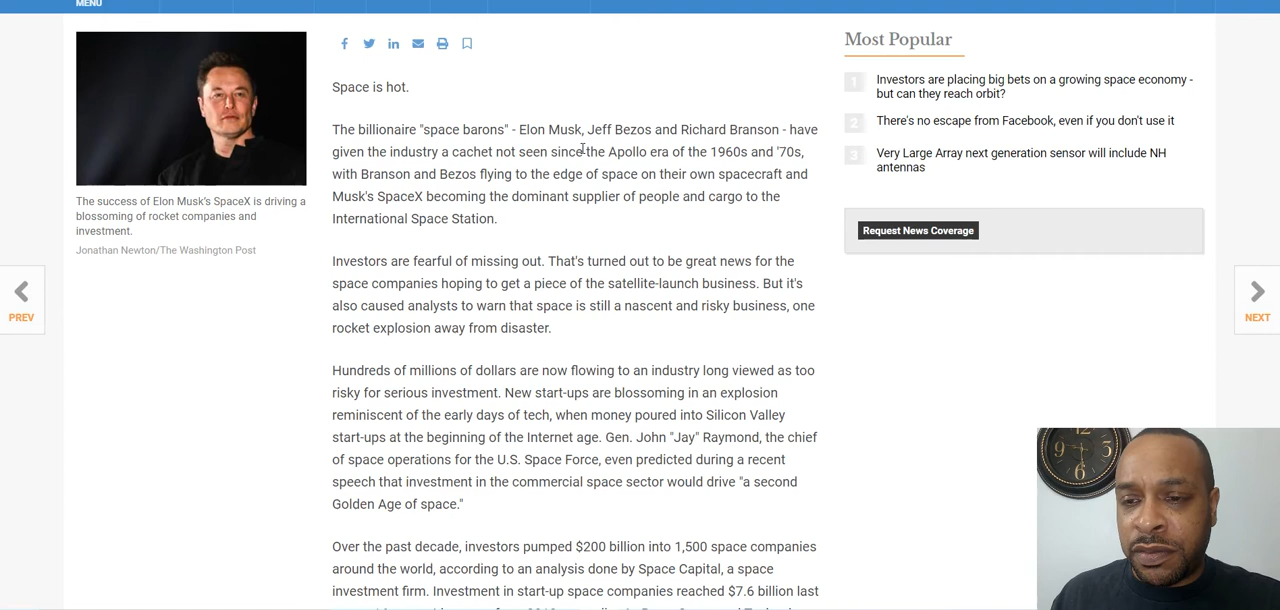 MENU
Space is hot.
The billionaire "space barons" - Elon Musk, Jeff Bezos and Richard Branson - have
given the industry a cachet not seen since the Apollo era of the 1960s and '70s,
with Branson and Bezos flying to the edge of space on their own spacecraft and
Musk's SpaceX becoming the dominant supplier of people and cargo to the
International Space Station.
Investors are fearful of missing out. That's turned out to be great news for the
space companies hoping to get a piece of the satellite-launch business. But it's
also caused analysts to warn that space is still a nascent and risky business, one
rocket explosion away from disaster.
Hundreds of millions of dollars are now flowing to an industry long viewed as too
risky for serious investment. New start-ups are blossoming in an explosion
reminiscent of the early days of tech, when money poured into Silicon Valley
start-ups at the beginning of the Internet age. Gen. John "Jay" Raymond, the chief
of space operations for the U.S. Space Force, even predicted during a recent
speech that investment in the commercial space sector would drive "a second
Golden Age of space."
Over the past decade, investors pumped $200 billion into 1,500 space companies
around the world, according to an analysis done by Space Capital, a space
investment firm. Investment in start-up space companies reached $7.6 billion last
The success of Elon Musk's SpaceX is driving a
blossoming of rocket companies and
investment.
Jonathan Newton/The Washington Post
PREV
Most Popular
1 Investors are placing big bets on a growing space economy -
but can they reach orbit?
2 There's no escape from Facebook, even if you don't use it
3 Very Large Array next generation sensor will include NH
antennas
Request News Coverage
NEXT